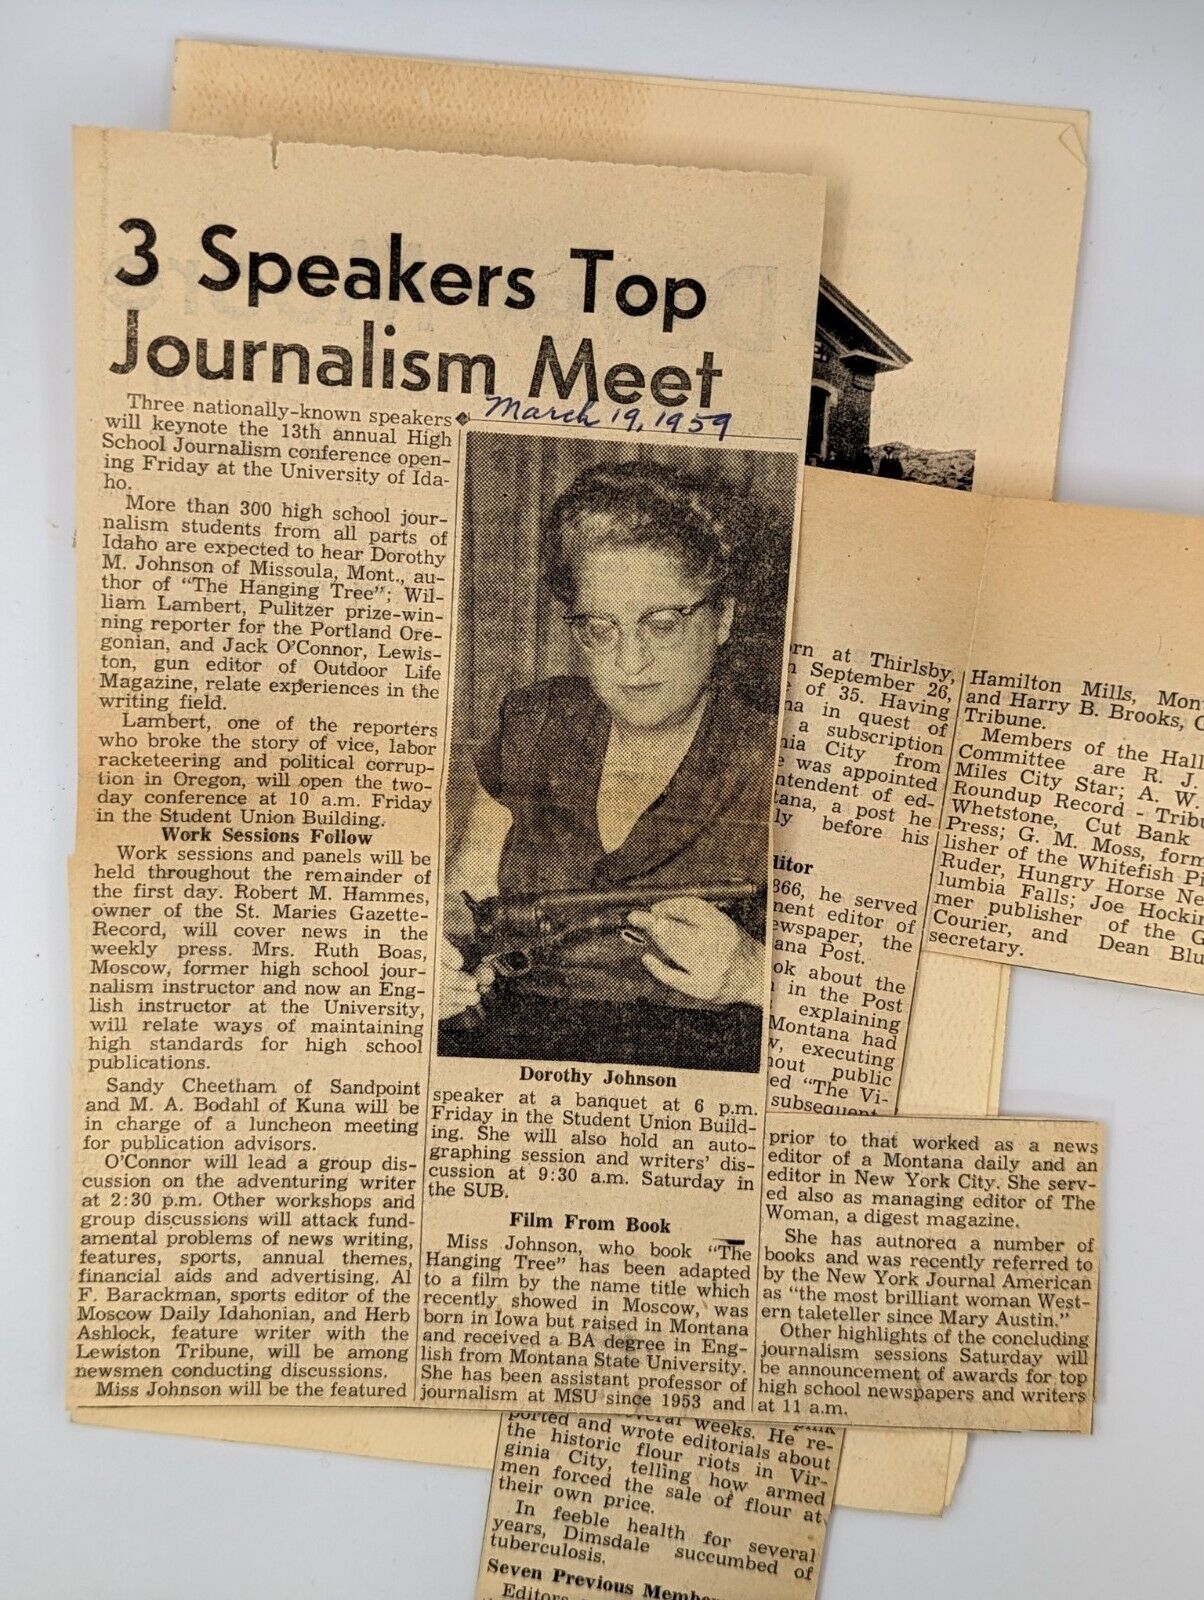 3 Speakers Top
Journalism Meet
March 19, 1959
Three nationally-known speakers
will keynote the 13th annual High
School Journalism conference open-
ing Friday at the University of Ida-
ho.
More than 300 high school jour-
nalism students from all parts of
Idaho are expected to hear Dorothy
M. Johnson of Missoula, Mont., au-
thor of "The Hanging Tree"; Wil-
liam Lambert, Pulitzer prize-win-
ning reporter for the Portland Ore-
gonian, and Jack O'Connor, Lewis-
ton, gun editor of Outdoor Life
Magazine, relate experiences in the
writing field.
Lambert, one of the reporters
who broke the story of vice, labor
racketeering and political corrup-
tion in Oregon, will open the two-
day conference at 10 a.m. Friday
in the Student Union Building.
Work Sessions Follow
Work sessions and panels will be
held throughout the remainder of
the first day. Robert M. Hammes,
owner of the St. Maries Gazette-
Record, will cover news in the
weekly press. Mrs. Ruth Boas,
Moscow, former high school jour-
nalism instructor and now an Eng-
lish instructor at the University,
will relate ways of maintaining
high standards for high school
publications.
Sandy Cheetham of Sandpoint
and M. A. Bodahl of Kuna will be
in charge of a luncheon meeting
for publication advisors.
O'Connor will lead a group dis-
cussion on the adventuring writer
at 2:30 p.m. Other workshops and
group discussions will attack fund-
amental problems of news writing,
features, sports, annual themes,
financial aids and advertising. Al
F. Barackman, sports editor of the
Moscow Daily Idahonian, and Herb
Ashlock, feature writer with the
Lewiston Tribune, will be among
newsmen conducting discussions.
Miss Johnson will be the featured
Dorothy Johnson
speaker at a banquet at 6 p.m.
Friday in the Student Union Build-
ing. She will also hold an auto-
graphing session and writers' dis-
cussion at 9:30 a.m. Saturday in
the SUB.
Film From Book
Miss Johnson, who book "The
Hanging Tree" has been adapted
to a film by the name title which
recently showed in Moscow, was
born in Iowa but raised in Montana
and received a BA degree in Eng-
lish from Montana State University.
She has been assistant professor of
journalism at MSU since 1953 and
prior to that worked as a news
editor of a Montana daily and an
editor in New York City. She serv-
ed also as managing editor of The
Woman, a digest magazine.
She has autnored a number of
books and was recently referred to
by the New York Journal American
as "the most brilliant woman West-
ern taleteller since Mary Austin."
Other highlights of the concluding
journalism sessions Saturday will
be announcement of awards for top
high school newspapers and writers
at 11 a.m.
at Thirlsby,
September 26,
of 35. Having
in quest of
a subscription
City from
was appointed
of ed-
a post he
before his
866, he served
editor of
the
Post.
about the
in the Post
explaining
Montana had
executing
public
ed "The Vi-
subsequent
Hamilton Mills,
and Harry B. Brooks,
Tribune.
Members of the Hall
Committee are R. J.
Miles City Star; A. W.
Roundup Record - Tribu
Whetstone, Cut Bank
Press; G. M. Moss, form
lisher of the Whitefish Pi
Ruder, Hungry Horse Ne
lumbia Falls; Joe Hockin
mer publisher of the G
Courier, and Dean Blu
secretary.
several weeks. He re-
ported and wrote editorials about
the historic flour riots in Vir-
ginia City, telling how armed
men forced the sale of flour at
their own price.
In feeble health for several
years, Dimsdale succumbed of
tuberculosis.
Seven Previous Membe
Editors